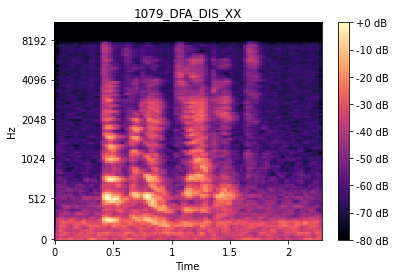 1079_DFA_DIS_XX
+0 dB
8192
-10 dB
4096
-20 dB
-30 dB
Hz
2048
-40 dB
1024
-50 dB
512
-60 dB
-70 dB
0
-80 dB
0 0.5 1 1.5 2
Time